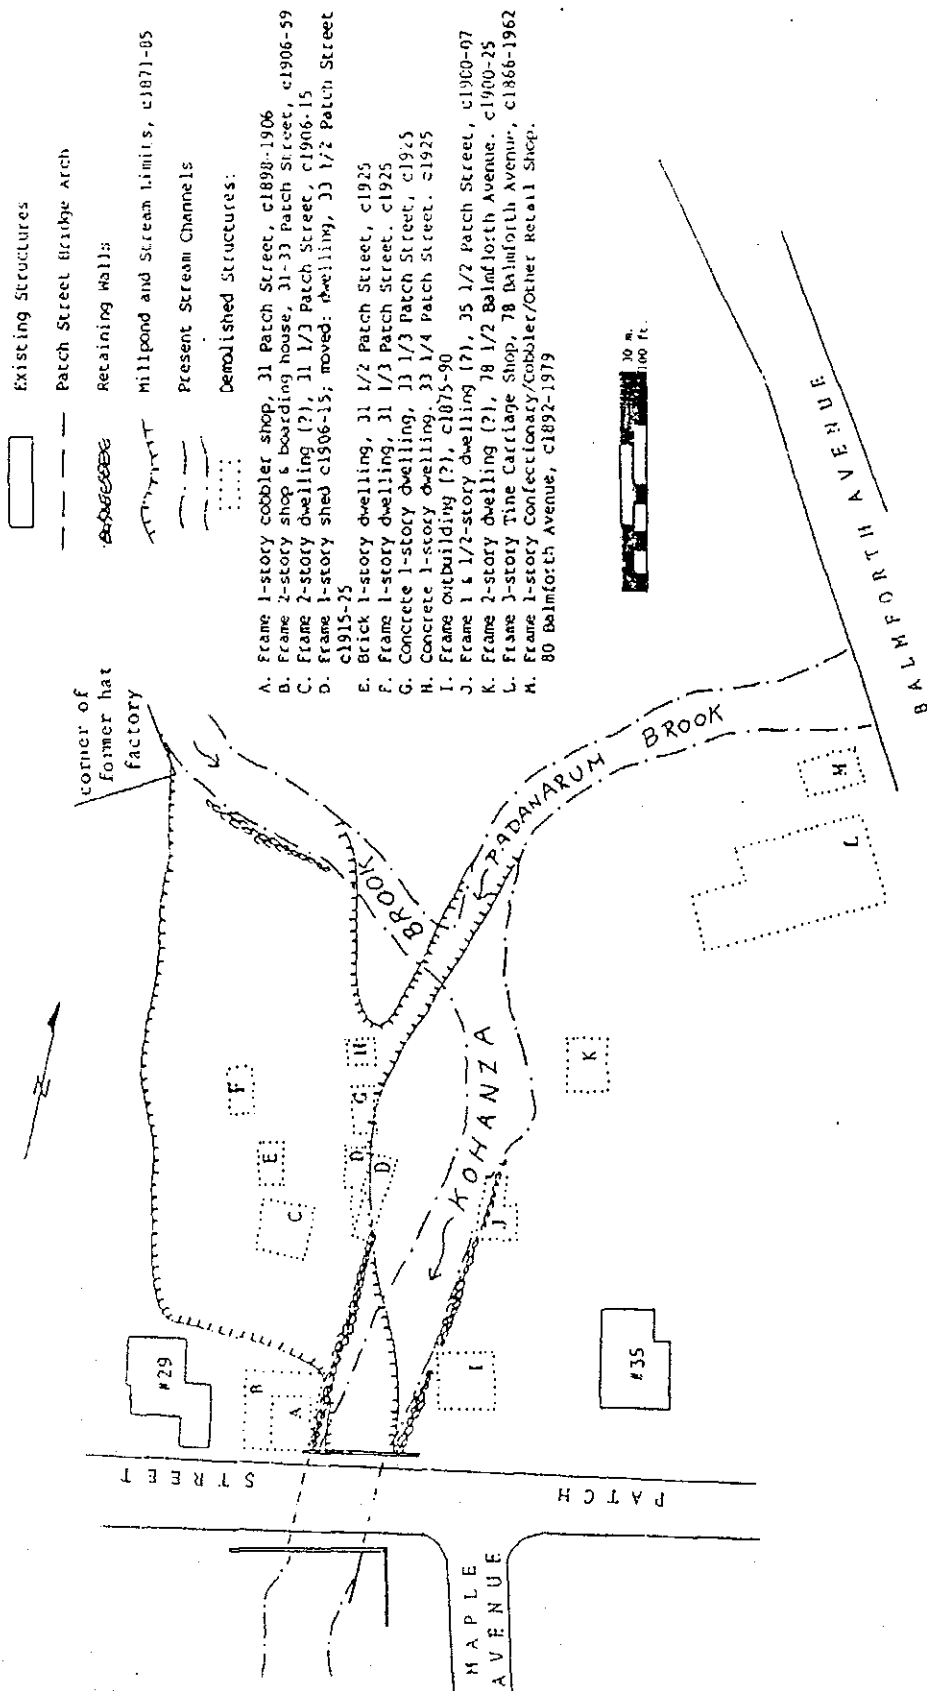 Existing Structures
Patch Street Bridge Arch
Retaining Walls
Millpond and Stream Limits, c1871-85
Present Stream Channels
Demolished Structures:
A. Frame 1-story cobbler shop, 31 Patch Street, c1898-1906
B. Frame 2-story shop & boarding house, 31-33 Patch Street, c1906-59
C. Frame 2-story dwelling (?), 31 1/3 Patch Street, c1906-15
D. Frame 1-story shed c1906-15; moved: dwelling, 33 1/2 Patch Street
c1915-25
E. Brick 1-story dwelling, 31 1/2 Patch Street, c1925
F. Frame 1-story dwelling, 31 1/3 Patch Street. c1925
G. Concrete 1-story dwelling, 33 1/3 Patch Street, c1925
H. Concrete 1-story dwelling. 33 1/4 Patch Street. c1925
I. Frame outbuilding (?), c1875-90
J. Frame 1 & 1/2-story dwelling (?), 35 1/2 Patch Street, c1900-07
K. Frame 2-story dwelling (?), 78 1/2 Balmforth Avenue. c1900-25
L. Frame 3-story Tine Carriage Shop, 78 Balmforth Avenue, c1866-1962
M. Frame 1-story Confectionary/Cobbler/Other Retail Shop.
80 Balmforth Avenue, c1892-1979
30 m.
100 ft.
corner of
former hat
factory
N
BROOK
PADANARUM BROOK
KOHANZA
BALMFORTH AVENUE
M
L
K
F
E
C
H
G
D
D
J
I
B
A
#29
#35
PATCH STREET
MAPLE
AVENUE